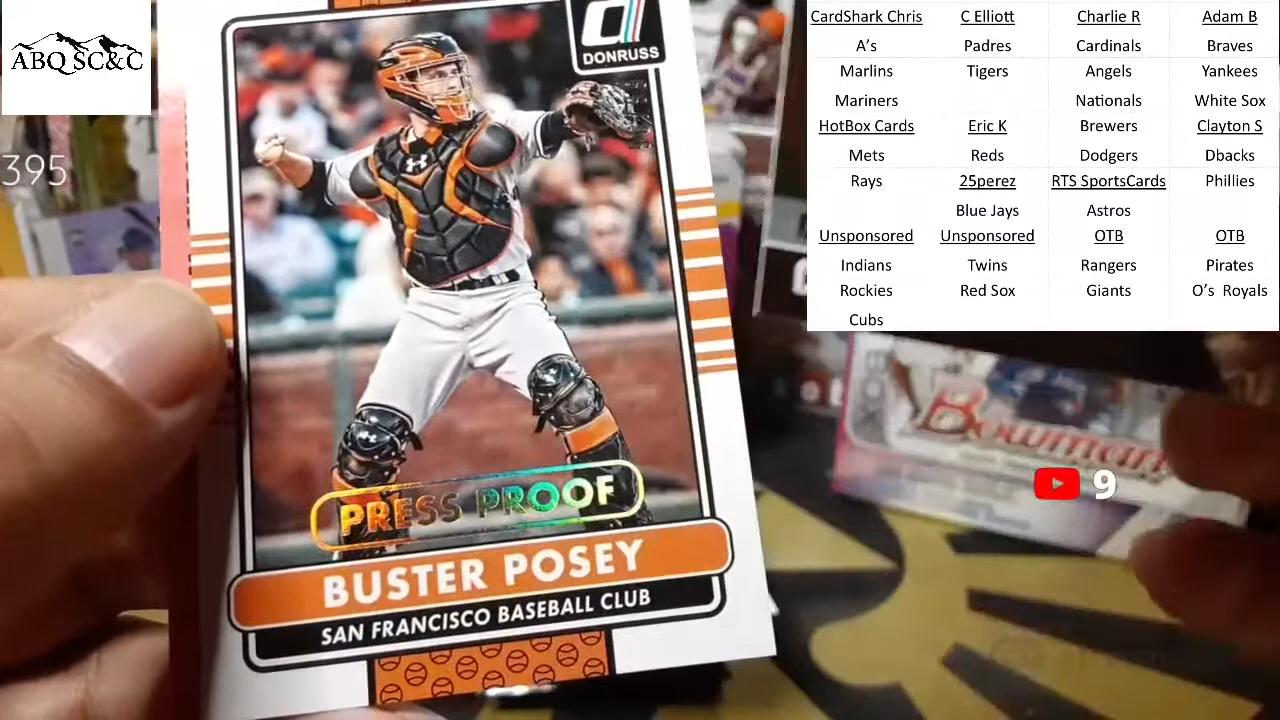 ABQ SC&C
395
DONRUSS
PRESS PROOF
BUSTER POSEY
SAN FRANCISCO BASEBALL CLUB
CardShark Chris C Elliott Charlie R Adam B
A's Padres Cardinals Braves
Marlins Tigers Angels Yankees
Mariners Nationals White Sox
HotBox Cards Eric K Brewers Clayton S
Mets Reds Dodgers Dbacks
Rays 25perez RTS SportsCards Phillies
Blue Jays Astros
Unsponsored Unsponsored OTB OTB
Indians Twins Rangers Pirates
Rockies Red Sox Giants O's Royals
Cubs
Bowman
9